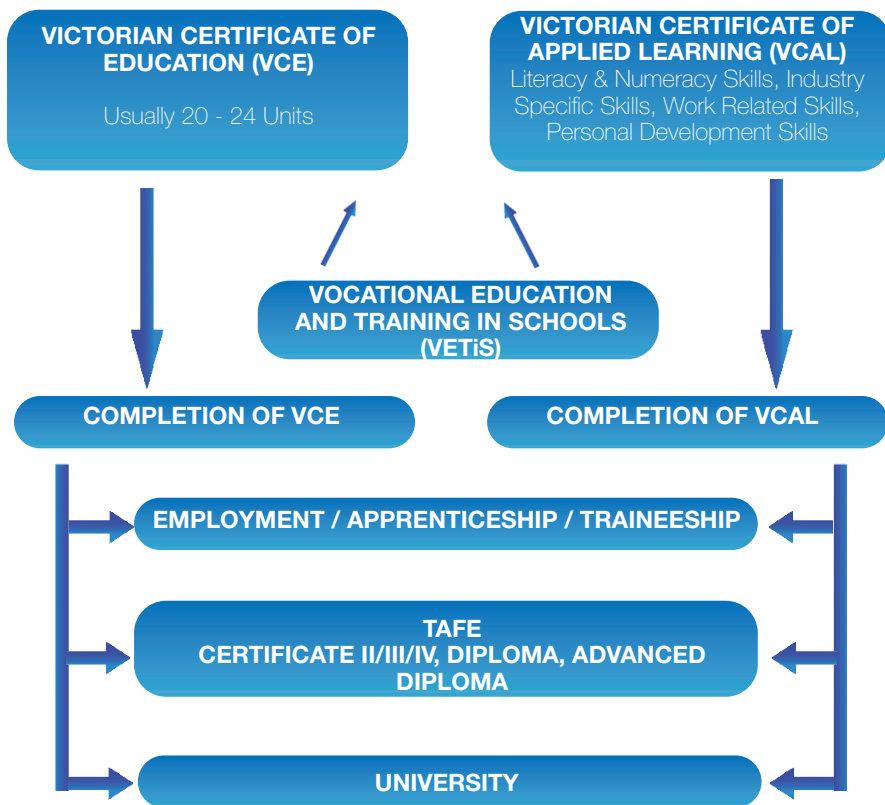 VICTORIAN CERTIFICATE OF
EDUCATION (VCE)
Usually 20 - 24 Units
VICTORIAN CERTIFICATE OF
APPLIED LEARNING (VCAL)
Literacy & Numeracy Skills, Industry
Specific Skills, Work Related Skills,
Personal Development Skills
VOCATIONAL EDUCATION
AND TRAINING IN SCHOOLS
(VETiS)
COMPLETION OF VCE
COMPLETION OF VCAL
EMPLOYMENT / APPRENTICESHIP / TRAINEESHIP
TAFE
CERTIFICATE II/III/IV, DIPLOMA, ADVANCED
DIPLOMA
UNIVERSITY